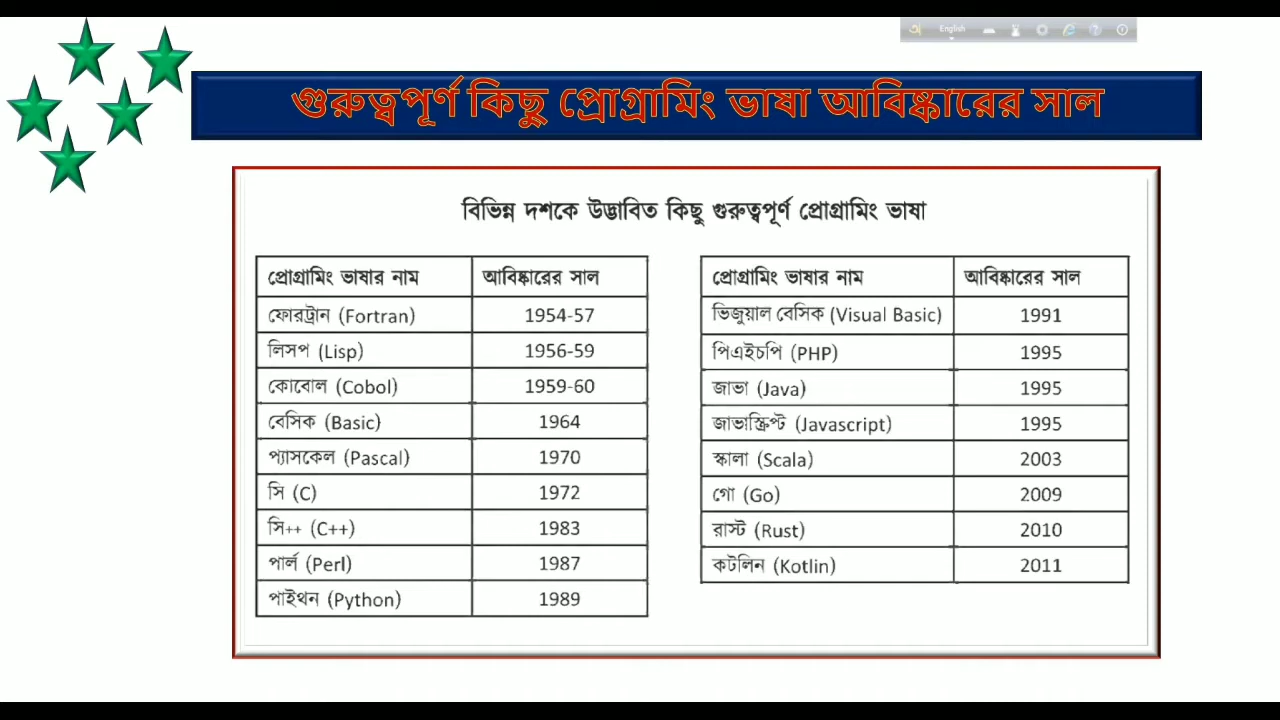 অ English
গুরুত্বপূর্ণ কিছু প্রোগ্রামিং ভাষা আবিষ্কারের সাল
বিভিন্ন দশকে উদ্ভাবিত কিছু গুরুত্বপূর্ণ প্রোগ্রামিং ভাষা
প্রোগ্রামিং ভাষার নাম আবিষ্কারের সাল
ফোরট্রান (Fortran) 1954-57
লিসপ (Lisp) 1956-59
কোবোল (Cobol) 1959-60
বেসিক (Basic) 1964
প্যাসকেল (Pascal) 1970
সি (C) 1972
সি++ (C++) 1983
পার্ল (Perl) 1987
পাইথন (Python) 1989
প্রোগ্রামিং ভাষার নাম আবিষ্কারের সাল
ভিজুয়াল বেসিক (Visual Basic) 1991
পিএইচপি (PHP) 1995
জাভা (Java) 1995
জাভাস্ক্রিপ্ট (Javascript) 1995
স্কালা (Scala) 2003
গো (Go) 2009
রাস্ট (Rust) 2010
কটলিন (Kotlin) 2011